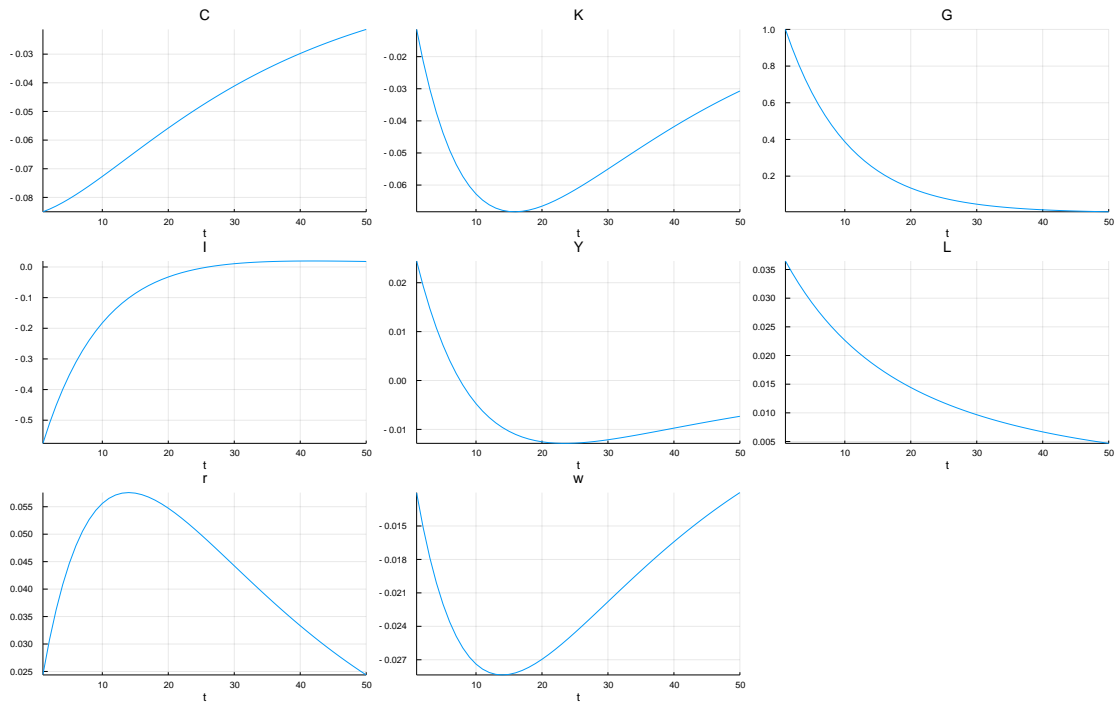 C
- 0.03
- 0.04
- 0.05
- 0.06
- 0.07
- 0.08
10 20 30 40 50
t
K
- 0.02
- 0.03
- 0.04
- 0.05
- 0.06
10 20 30 40 50
t
G
1.0
0.8
0.6
0.4
0.2
10 20 30 40 50
t
I
0.0
- 0.1
- 0.2
- 0.3
- 0.4
- 0.5
10 20 30 40 50
t
Y
0.02
0.01
0.00
- 0.01
10 20 30 40 50
t
L
0.035
0.030
0.025
0.020
0.015
0.010
0.005
10 20 30 40 50
t
r
0.055
0.050
0.045
0.040
0.035
0.030
0.025
10 20 30 40 50
t
w
- 0.015
- 0.018
- 0.021
- 0.024
- 0.027
10 20 30 40 50
t